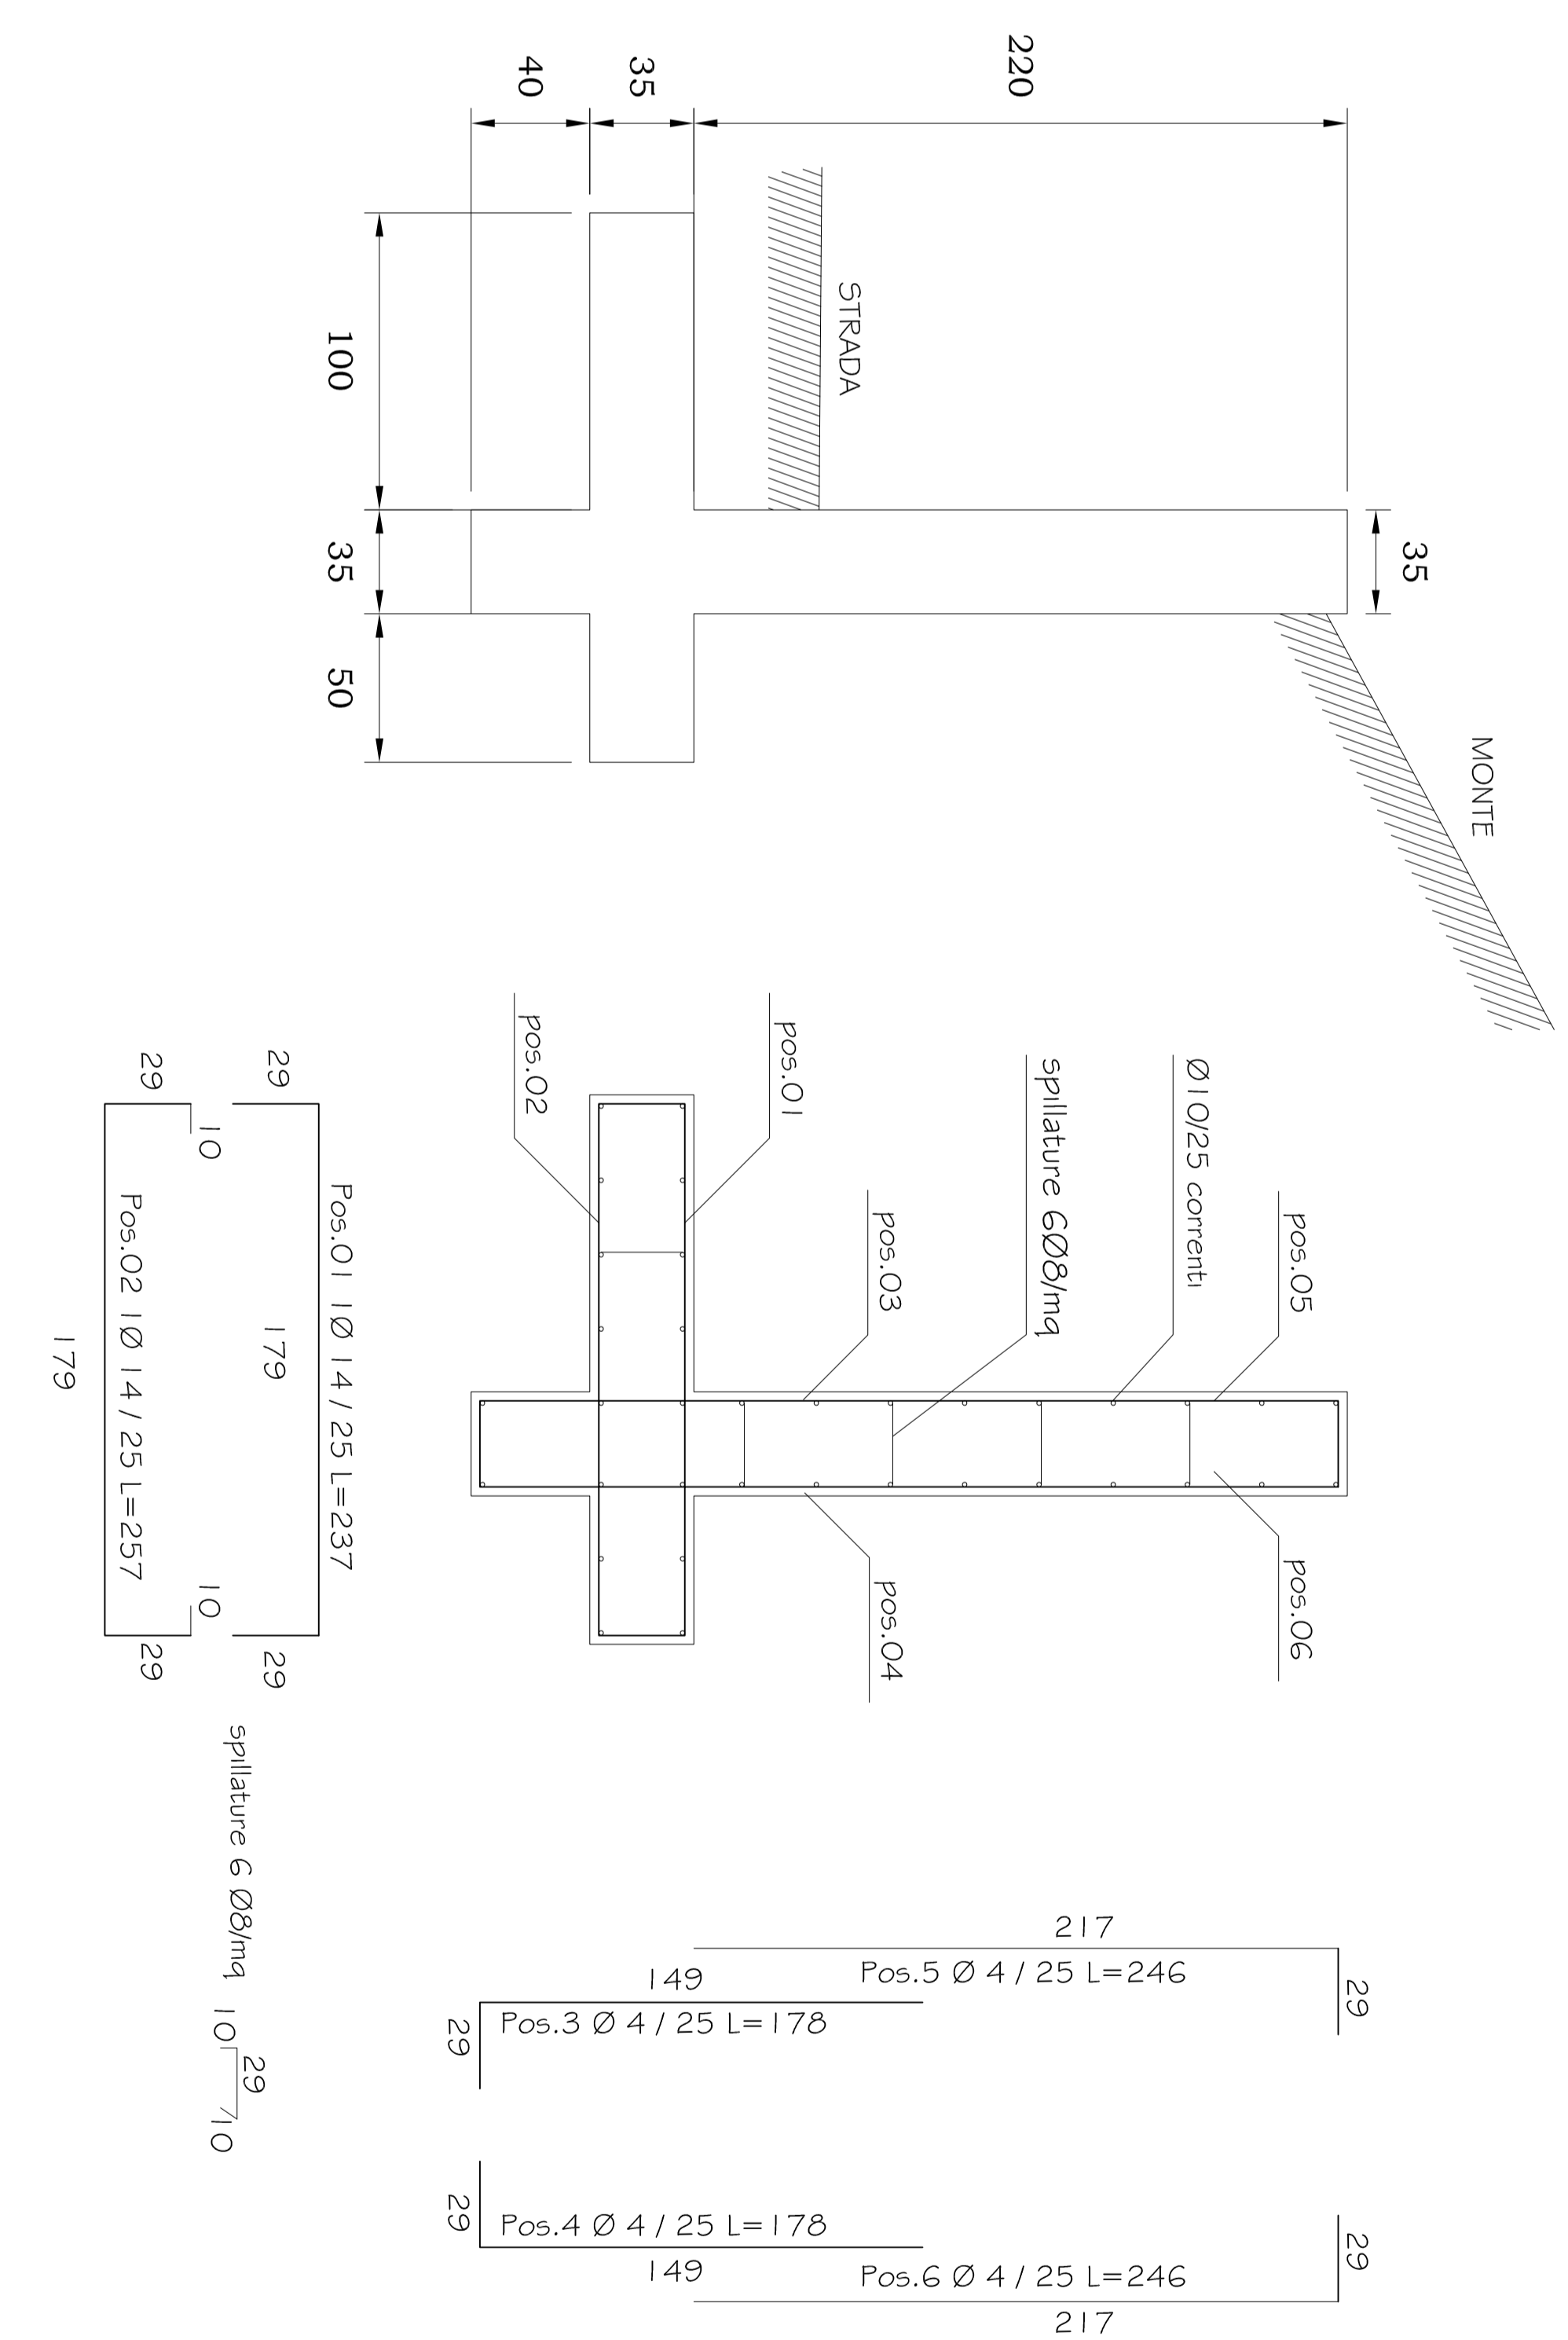 220
35
40
35
STRADA
MONTE
100
35
50
pos.05
Ø10/25 correnti
spillature 6Ø8/mq
pos.03
pos.01
pos.02
pos.06
pos.04
Pos.01 1Ø 14 / 25 L=237
29
179
29
10
10
29
Pos.02 1Ø 14 / 25 L=257
29
179
spillature 6 Ø8/mq
10
29
10
217
Pos.5 Ø 4 / 25 L=246
29
149
Pos.3 Ø 4 / 25 L=178
29
29
Pos.4 Ø 4 / 25 L=178
149
29
Pos.6 Ø 4 / 25 L=246
217